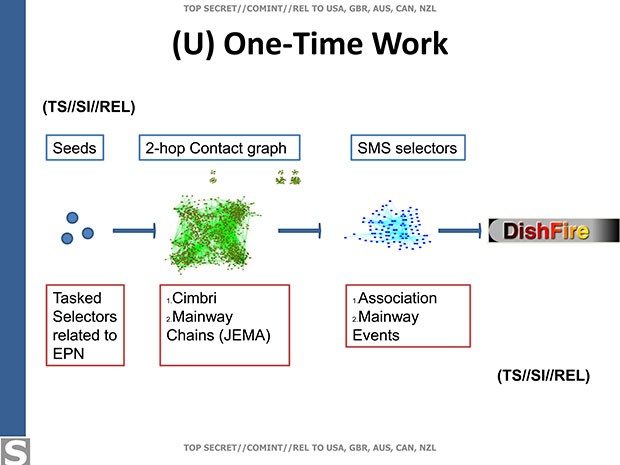 TOP SECRET//COMINT//REL TO USA, GBR, AUS, CAN, NZL
(U) One-Time Work
(TS//SI//REL)
Seeds
2-hop Contact graph
SMS selectors
DishFire
Tasked
Selectors
related to
EPN
1.Cimbri
2.Mainway
Chains (JEMA)
1.Association
2.Mainway
Events
(TS//SI//REL)
S
TOP SECRET//COMINT//REL TO USA, GBR, AUS, CAN, NZL